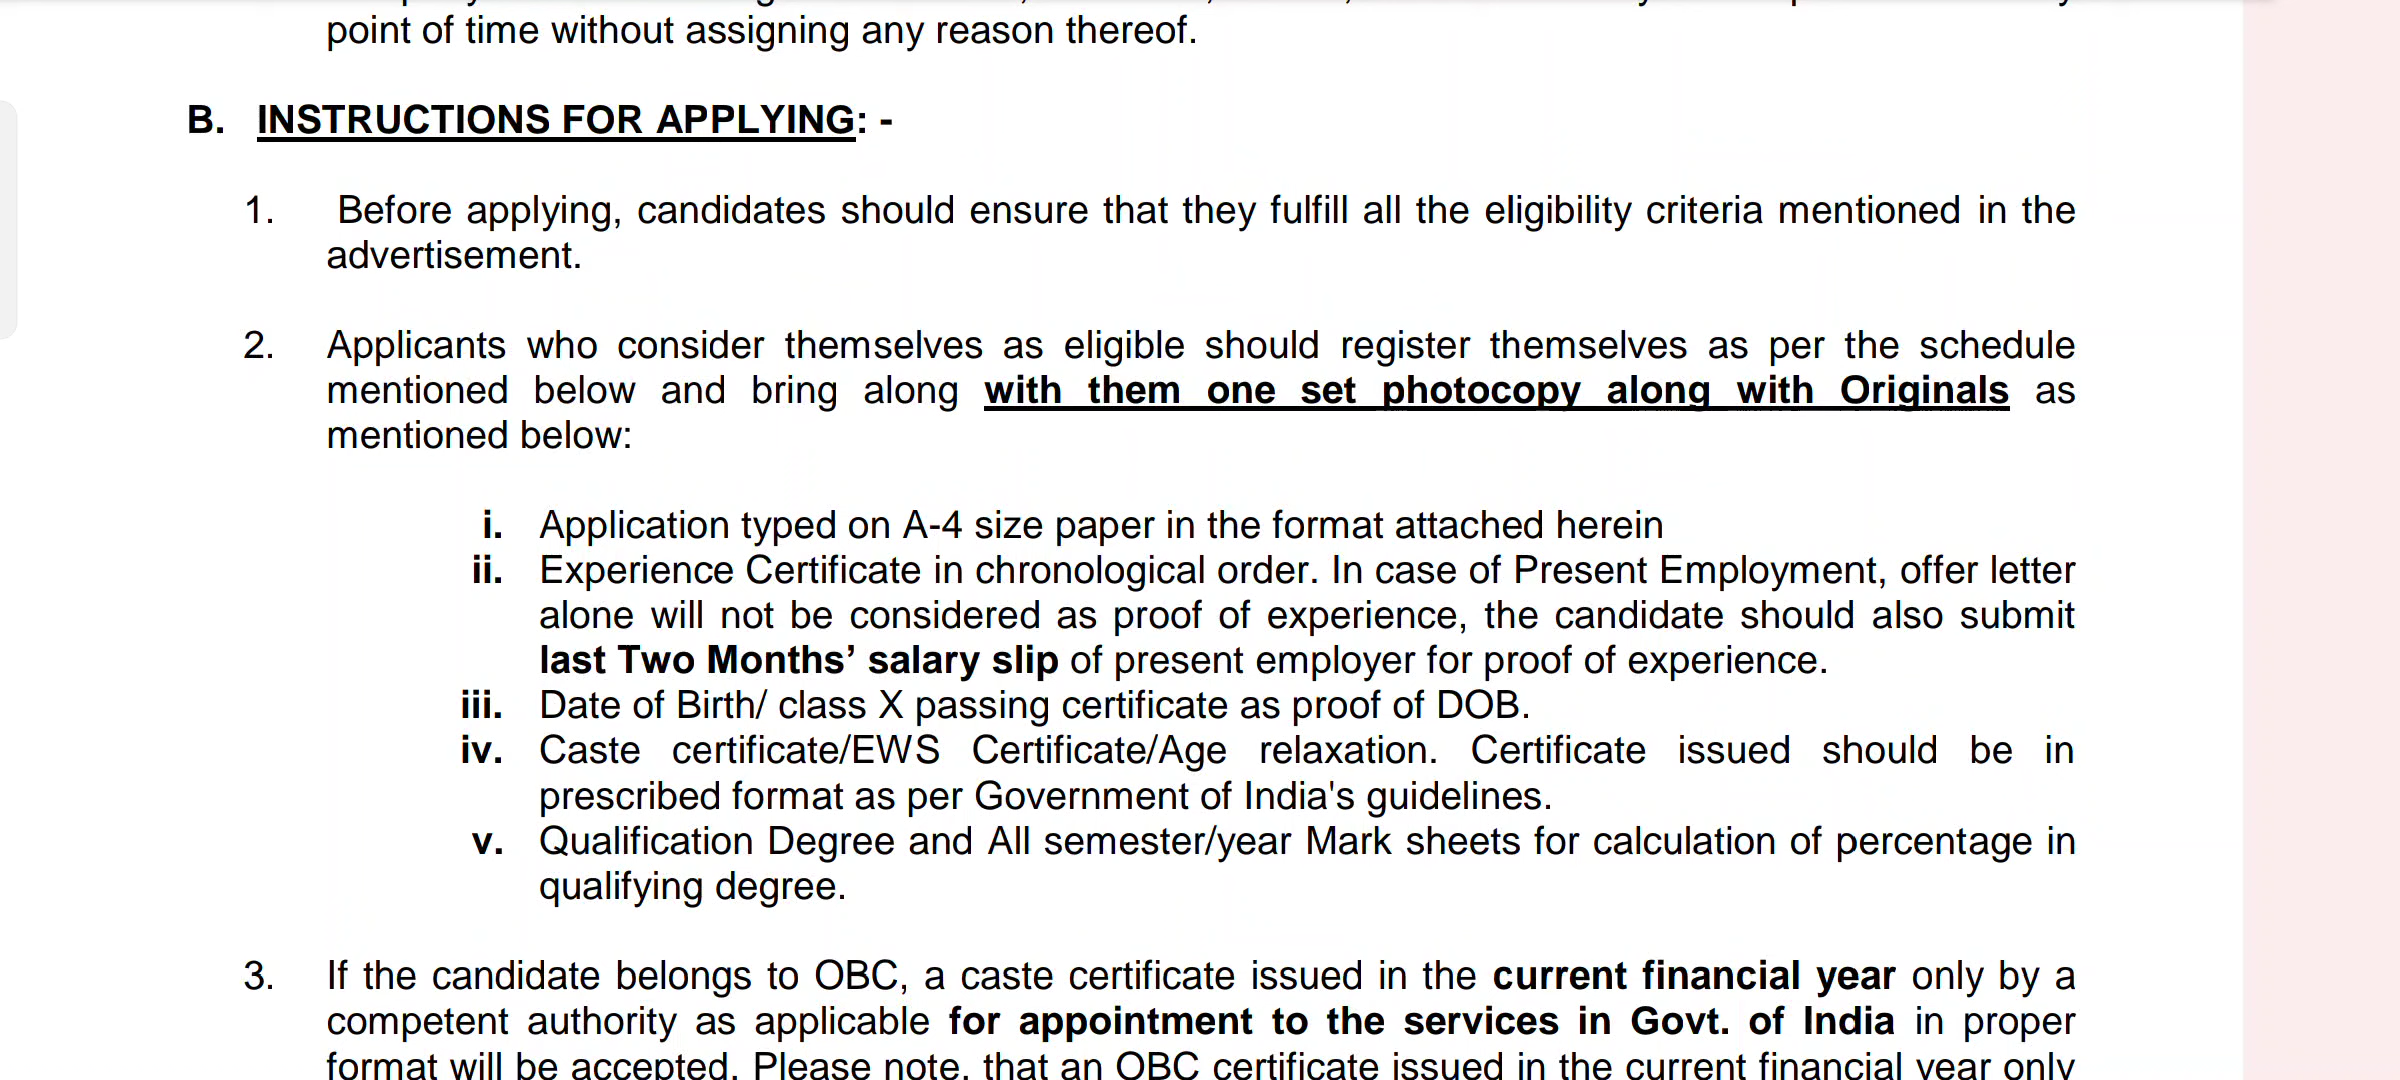 point of time without assigning any reason thereof.
B. INSTRUCTIONS FOR APPLYING: -
1. Before applying, candidates should ensure that they fulfill all the eligibility criteria mentioned in the
advertisement.
2. Applicants who consider themselves as eligible should register themselves as per the schedule
mentioned below and bring along with them one set photocopy along with Originals as
mentioned below:
i. Application typed on A-4 size paper in the format attached herein
ii. Experience Certificate in chronological order. In case of Present Employment, offer letter
alone will not be considered as proof of experience, the candidate should also submit
last Two Months’ salary slip of present employer for proof of experience.
iii. Date of Birth/ class X passing certificate as proof of DOB.
iv. Caste certificate/EWS Certificate/Age relaxation. Certificate issued should be in
prescribed format as per Government of India's guidelines.
v. Qualification Degree and All semester/year Mark sheets for calculation of percentage in
qualifying degree.
3. If the candidate belongs to OBC, a caste certificate issued in the current financial year only by a
competent authority as applicable for appointment to the services in Govt. of India in proper
format will be accepted. Please note, that an OBC certificate issued in the current financial year only